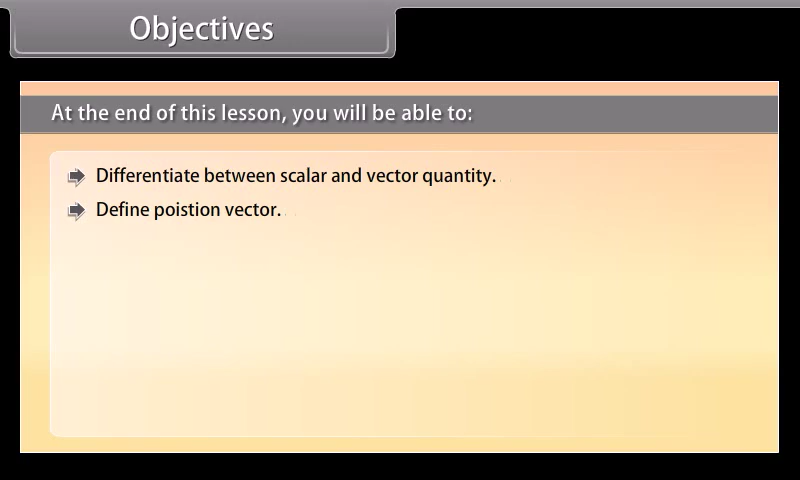 Objectives
At the end of this lesson, you will be able to:
Differentiate between scalar and vector quantity.
Define poistion vector.